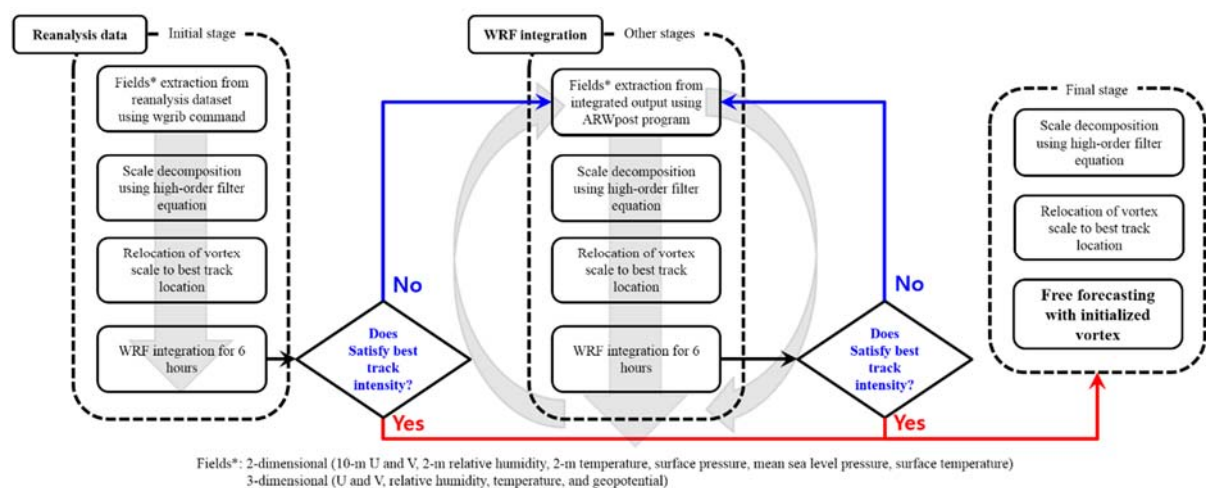 Reanalysis data
Initial stage
Fields* extraction from
reanalysis dataset
using wgrib command
Scale decomposition
using high-order filter
equation
Relocation of vortex
scale to best track
location
WRF integration for 6
hours
Does
Satisfy best
track
intensity?
No
Yes
WRF integration
Other stages
Fields* extraction from
integrated output using
ARWpost program
Scale decomposition
using high-order filter
equation
Relocation of vortex
scale to best track
location
WRF integration for 6
hours
Does
Satisfy best
track
intensity?
No
Yes
Final stage
Scale decomposition
using high-order filter
equation
Relocation of vortex
scale to best track
location
Free forecasting
with initialized
vortex
Fields*: 2-dimensional (10-m U and V, 2-m relative humidity, 2-m temperature, surface pressure, mean sea level pressure, surface temperature)
3-dimensional (U and V, relative humidity, temperature, and geopotential)